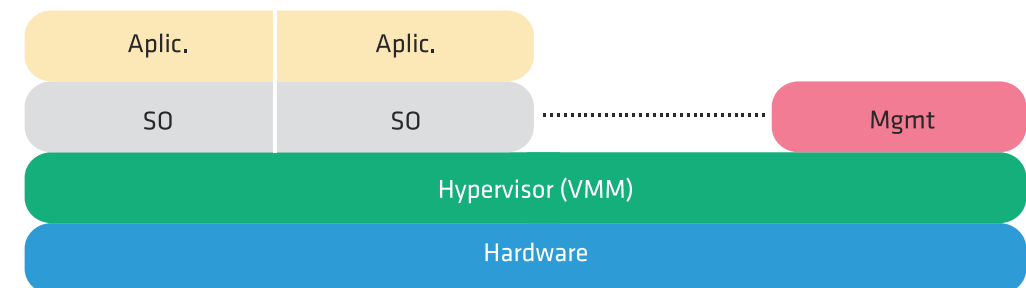 Aplic. Aplic.
SO SO Mgmt
Hypervisor (VMM)
Hardware